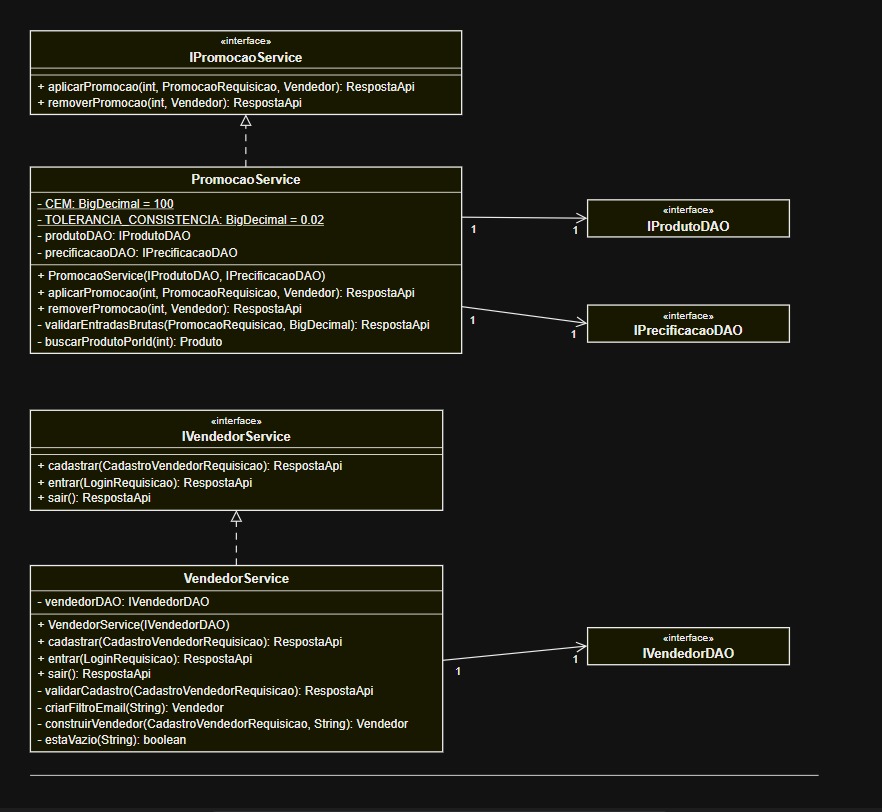 «interface»
IPromocaoService
+ aplicarPromocao(int, PromocaoRequisicao, Vendedor): RespostaApi
+ removerPromocao(int, Vendedor): RespostaApi
PromocaoService
- CEM: BigDecimal = 100
- TOLERANCIA_CONSISTENCIA: BigDecimal = 0.02
- produtoDAO: IProdutoDAO
- precificacaoDAO: IPrecificacaoDAO
+ PromocaoService(IProdutoDAO, IPrecificacaoDAO)
+ aplicarPromocao(int, PromocaoRequisicao, Vendedor): RespostaApi
+ removerPromocao(int, Vendedor): RespostaApi
- validarEntradasBrutas(PromocaoRequisicao, BigDecimal): RespostaApi
- buscarProdutoPorId(int): Produto
1
1
«interface»
IProdutoDAO
1
1
«interface»
IPrecificacaoDAO
«interface»
IVendedorService
+ cadastrar(CadastroVendedorRequisicao): RespostaApi
+ entrar(LoginRequisicao): RespostaApi
+ sair(): RespostaApi
VendedorService
- vendedorDAO: IVendedorDAO
+ VendedorService(IVendedorDAO)
+ cadastrar(CadastroVendedorRequisicao): RespostaApi
+ entrar(LoginRequisicao): RespostaApi
+ sair(): RespostaApi
- validarCadastro(CadastroVendedorRequisicao): RespostaApi
- criarFiltroEmail(String): Vendedor
- construirVendedor(CadastroVendedorRequisicao, String): Vendedor
- estaVazio(String): boolean
1
1
«interface»
IVendedorDAO